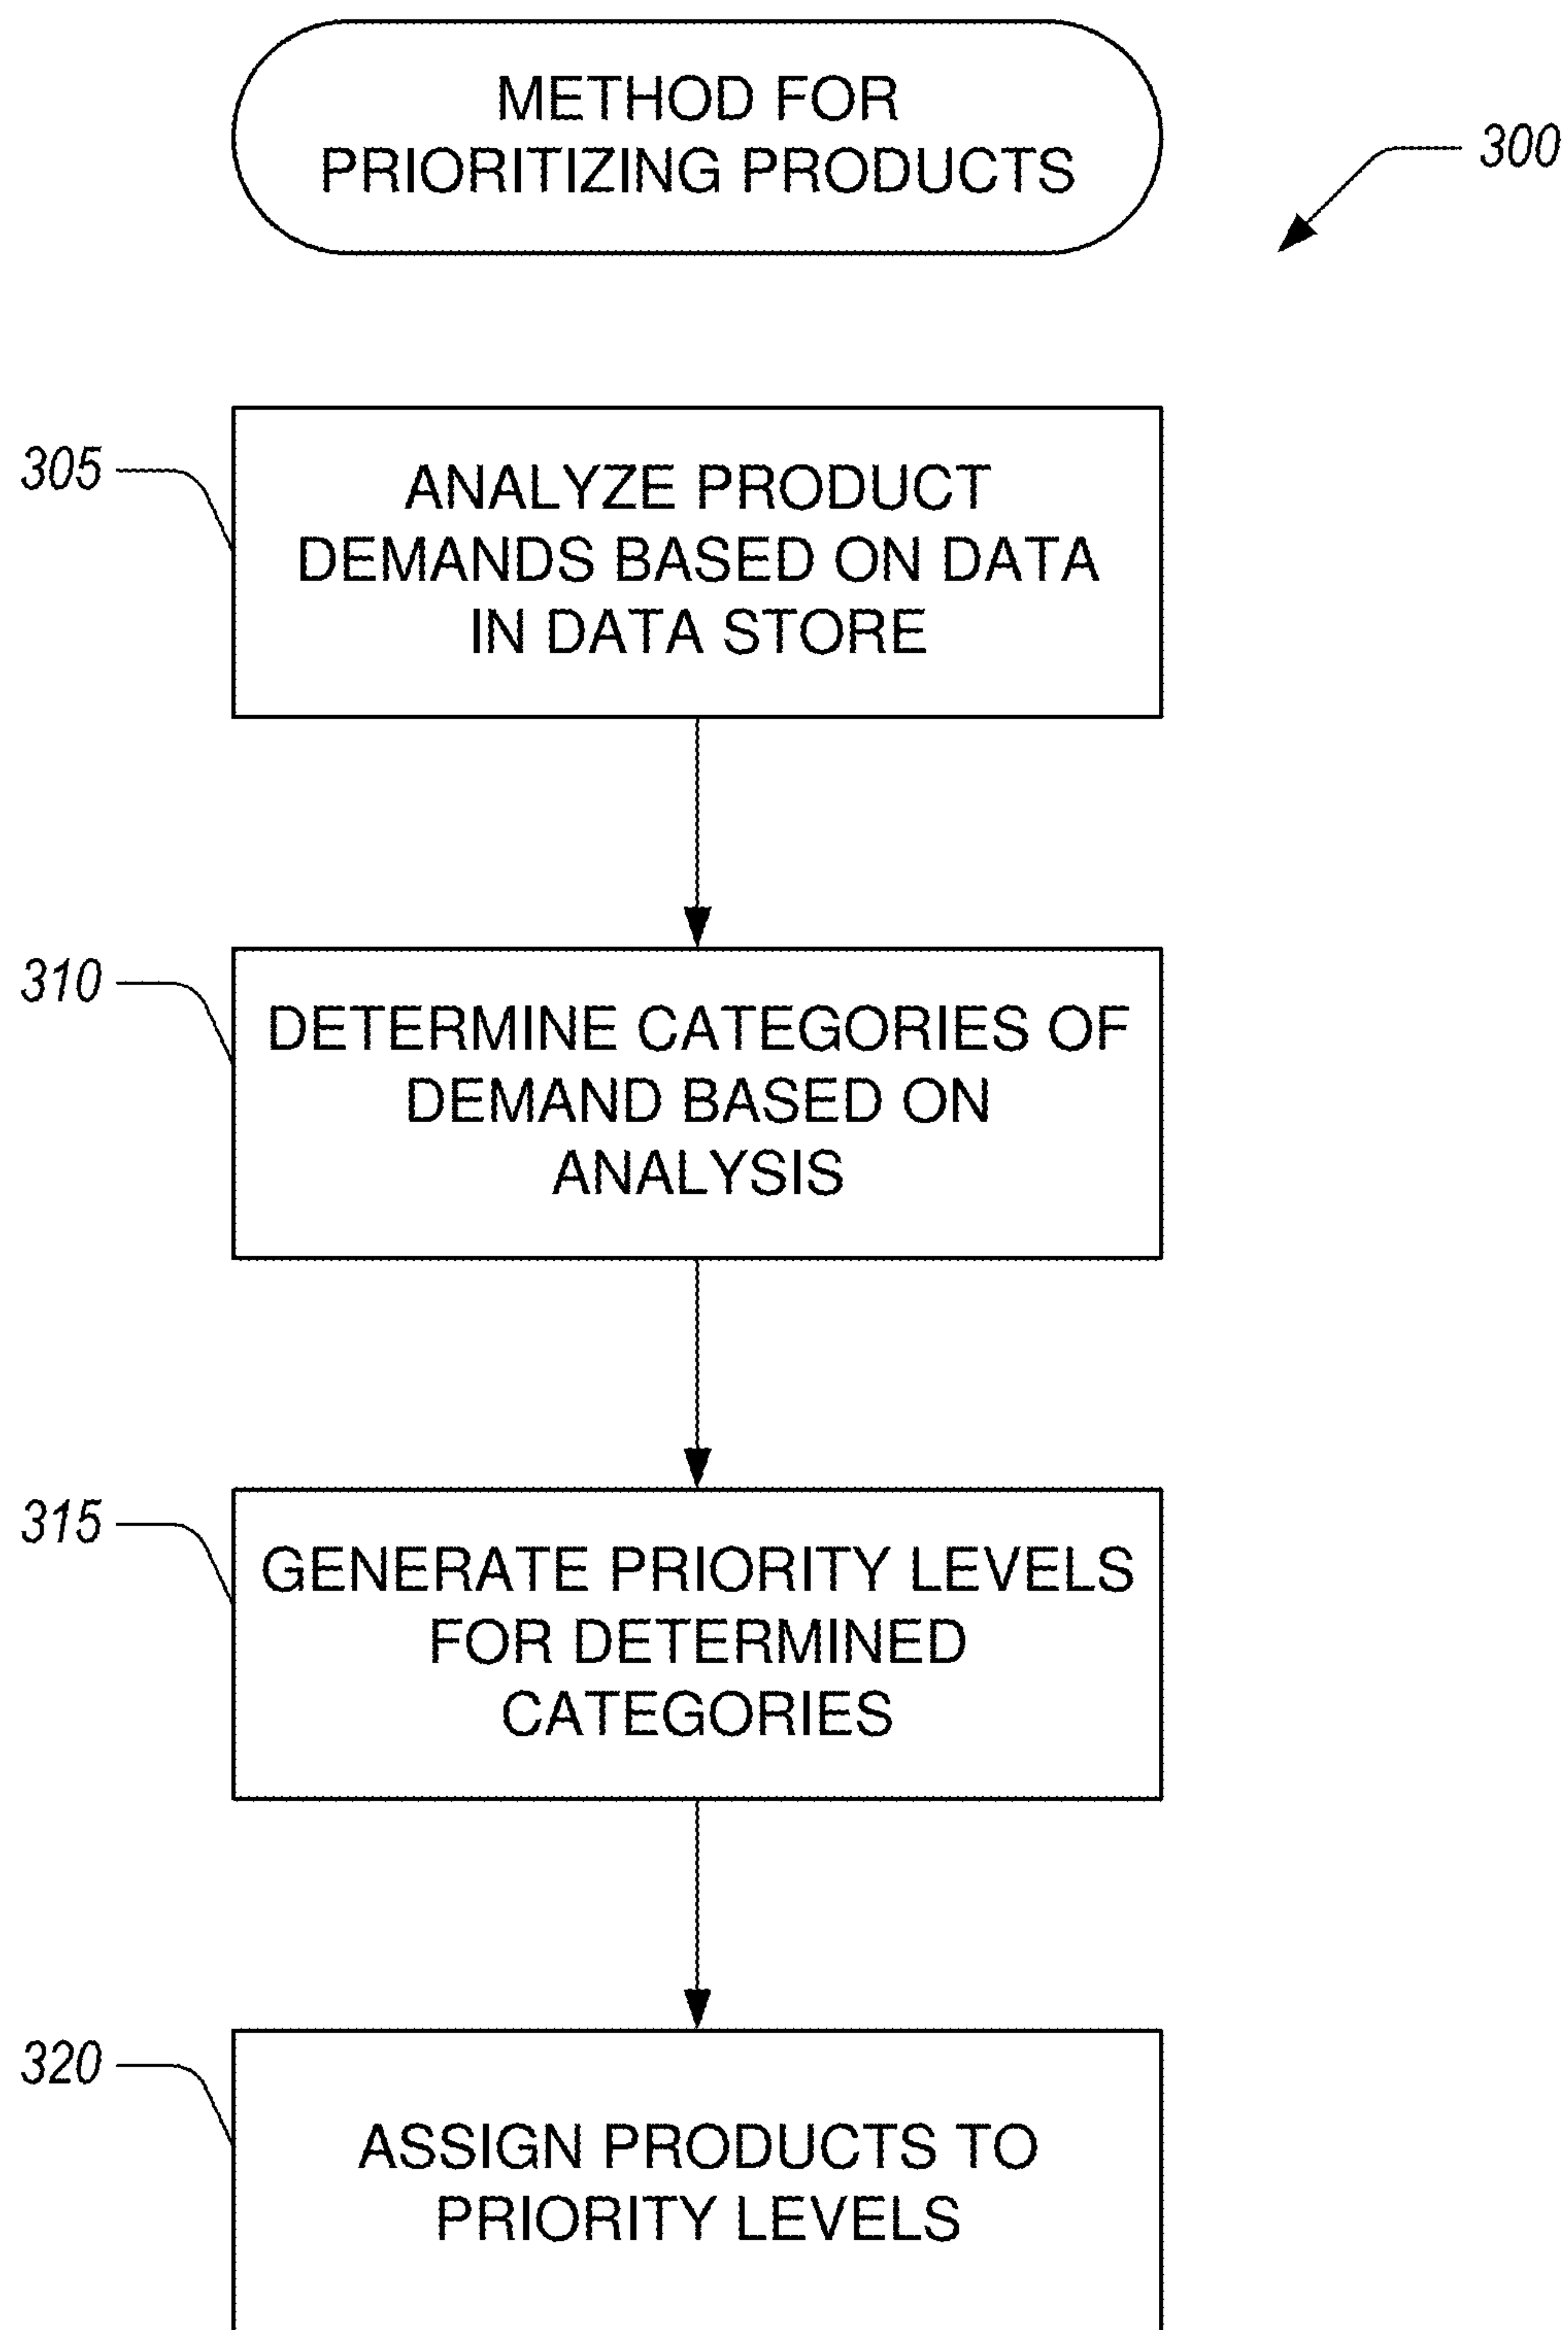 METHOD FOR
PRIORITIZING PRODUCTS
300
305
ANALYZE PRODUCT
DEMANDS BASED ON DATA
IN DATA STORE
310
DETERMINE CATEGORIES OF
DEMAND BASED ON
ANALYSIS
315
GENERATE PRIORITY LEVELS
FOR DETERMINED
CATEGORIES
320
ASSIGN PRODUCTS TO
PRIORITY LEVELS